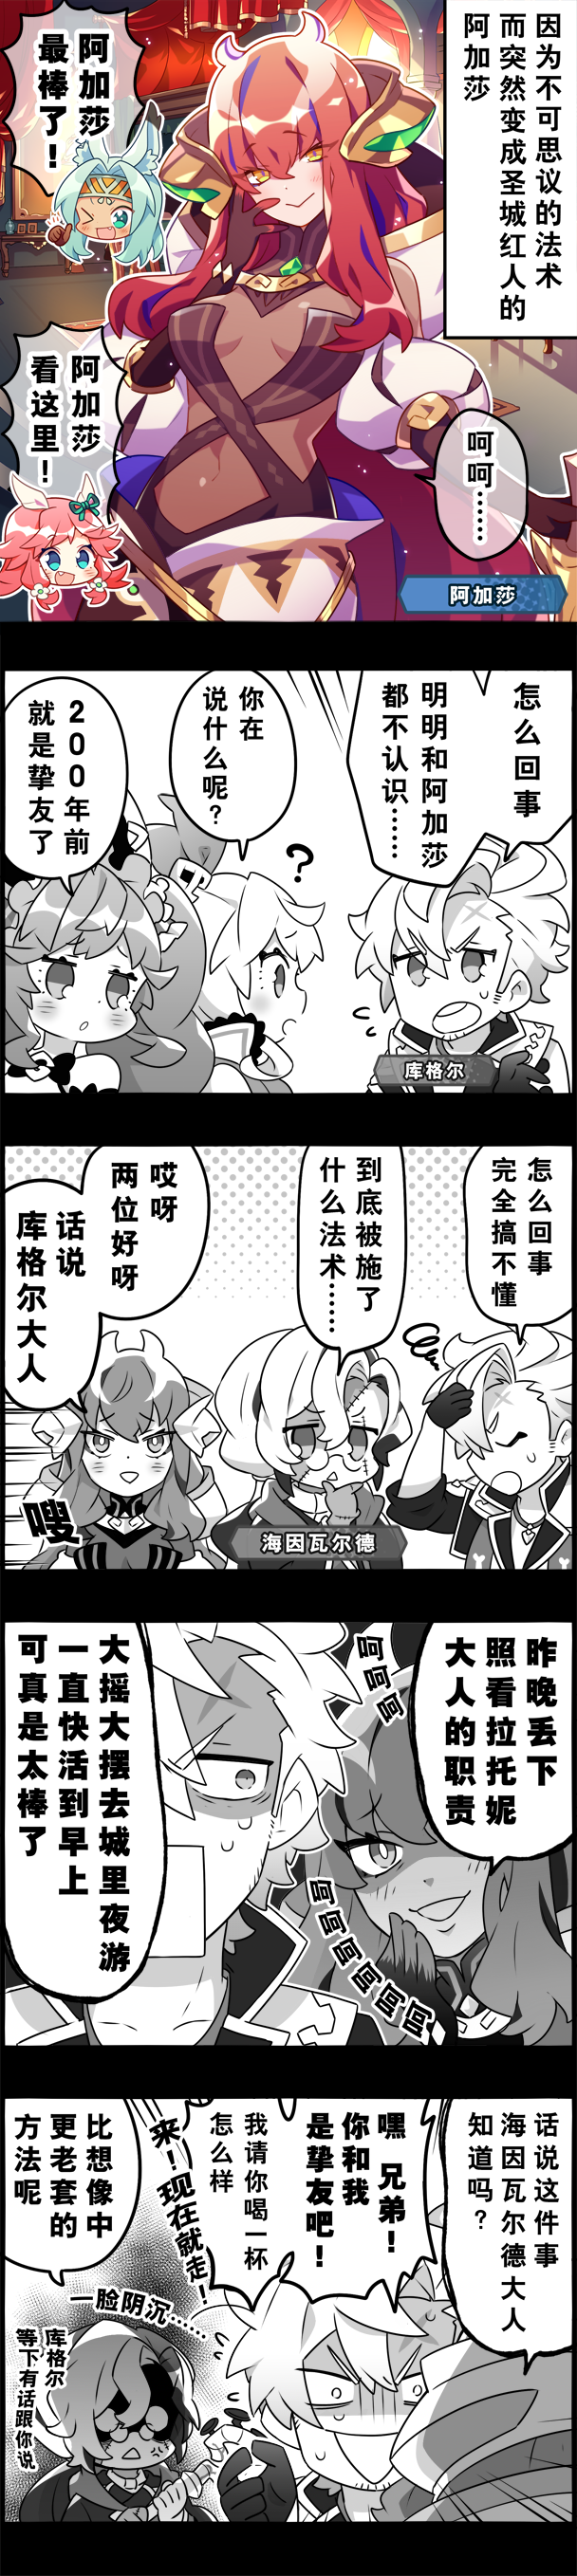 因为不可思议的法术
而突然变成圣城红人的
阿加莎
阿加莎
最棒了！
阿加莎
看这里！
呵呵……
阿加莎
怎么回事
明明和阿加莎
都不认识……
你在
说什么呢？
200年前
就是挚友了
？
库格尔
怎么回事
完全搞不懂
到底被施了
什么法术……
哎呀
两位好呀
话说
库格尔大人
嗖
海因瓦尔德
昨晚丢下
照看拉托妮
大人的职责
大摇大摆去城里夜游
一直快活到早上
可真是太棒了
话说这件事
海因瓦尔德大人
知道吗？
嘿 兄弟！
你和我
是挚友吧！
我请你喝一杯
怎么样
来！现在就走！
比想像中
更老套的
方法呢
一脸阴沉……
库格尔
等下有话跟你说